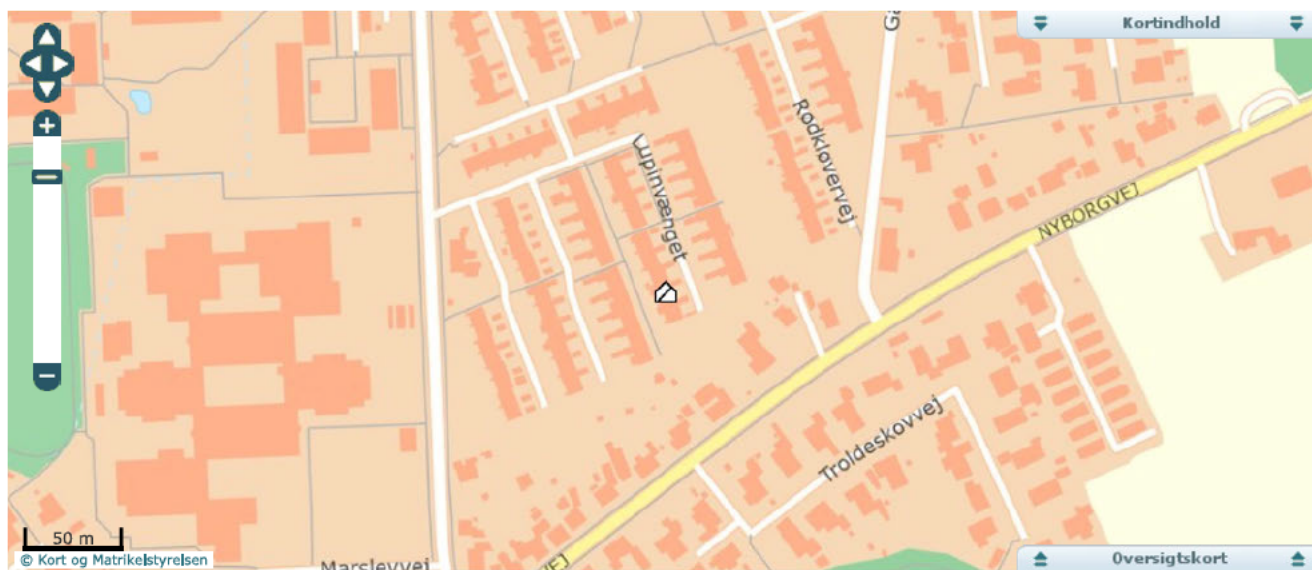 Kortindhold
Rodkløvervej
Lupinvænget
NYBORGVEJ
Troldeskovvej
50 m
© Kort og Matrikelstyrelsen
Marslevvej
Oversigtskort